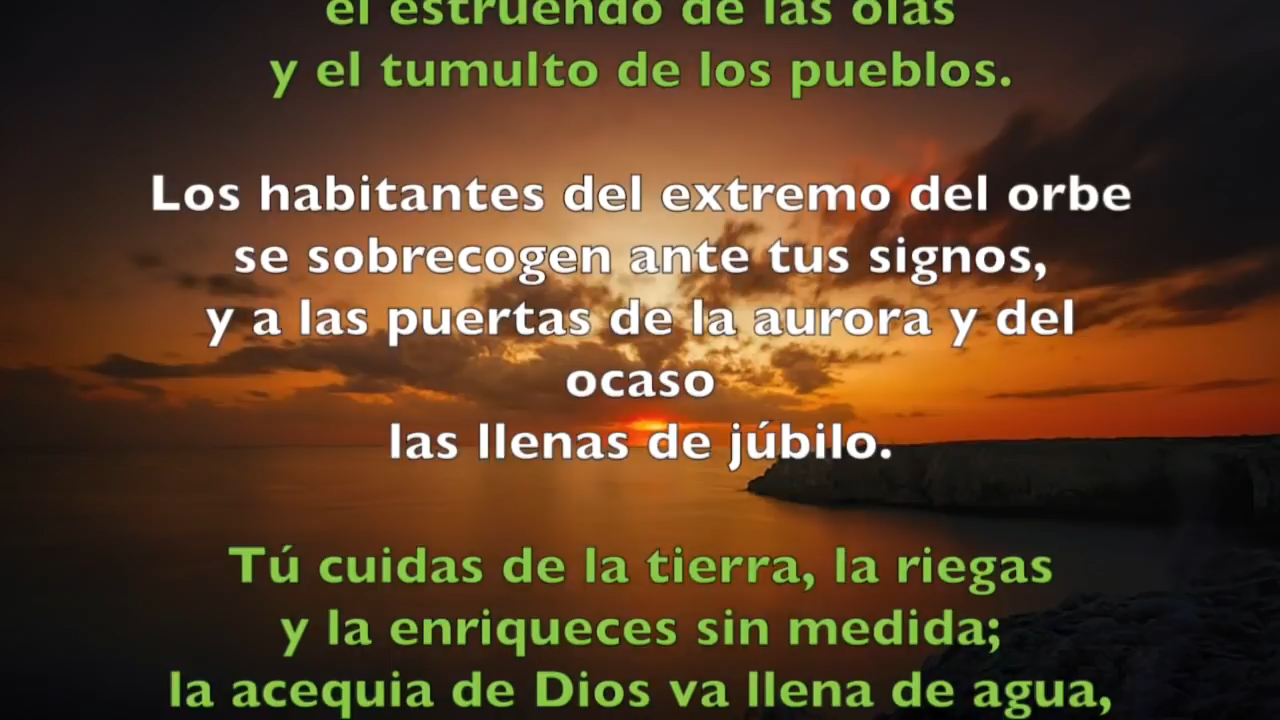 el estruendo de las olas
y el tumulto de los pueblos.
Los habitantes del extremo del orbe
se sobrecogen ante tus signos,
y a las puertas de la aurora y del
ocaso
las llenas de júbilo.
Tú cuidas de la tierra, la riegas
y la enriqueces sin medida;
la acequia de Dios va llena de agua,